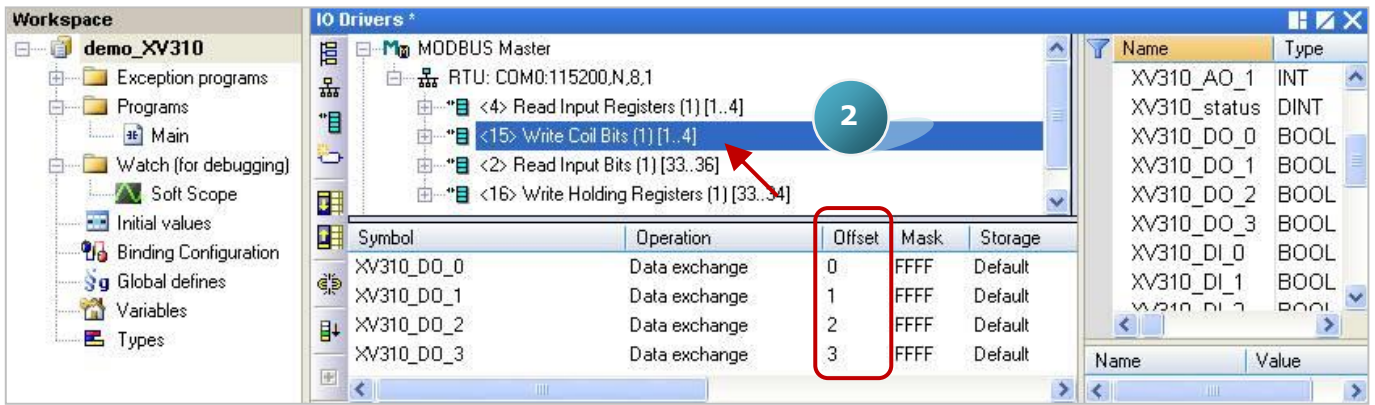 Workspace
demo_XV310
Exception programs
Programs
Main
Watch (for debugging)
Soft Scope
Initial values
Binding Configuration
Global defines
Variables
Types
IO Drivers *
MODBUS Master
RTU: COM0:115200,N,8,1
<4> Read Input Registers (1) [1..4]
<15> Write Coil Bits (1) [1..4]
<2> Read Input Bits (1) [33..36]
<16> Write Holding Registers (1) [33..34]
2
Symbol Operation Offset Mask Storage
XV310_DO_0 Data exchange 0 FFFF Default
XV310_DO_1 Data exchange 1 FFFF Default
XV310_DO_2 Data exchange 2 FFFF Default
XV310_DO_3 Data exchange 3 FFFF Default
Name Type
XV310_AO_1 INT
XV310_status DINT
XV310_DO_0 BOOL
XV310_DO_1 BOOL
XV310_DO_2 BOOL
XV310_DO_3 BOOL
XV310_DI_0 BOOL
XV310_DI_1 BOOL
XV310_DI_2 BOOL
Name Value